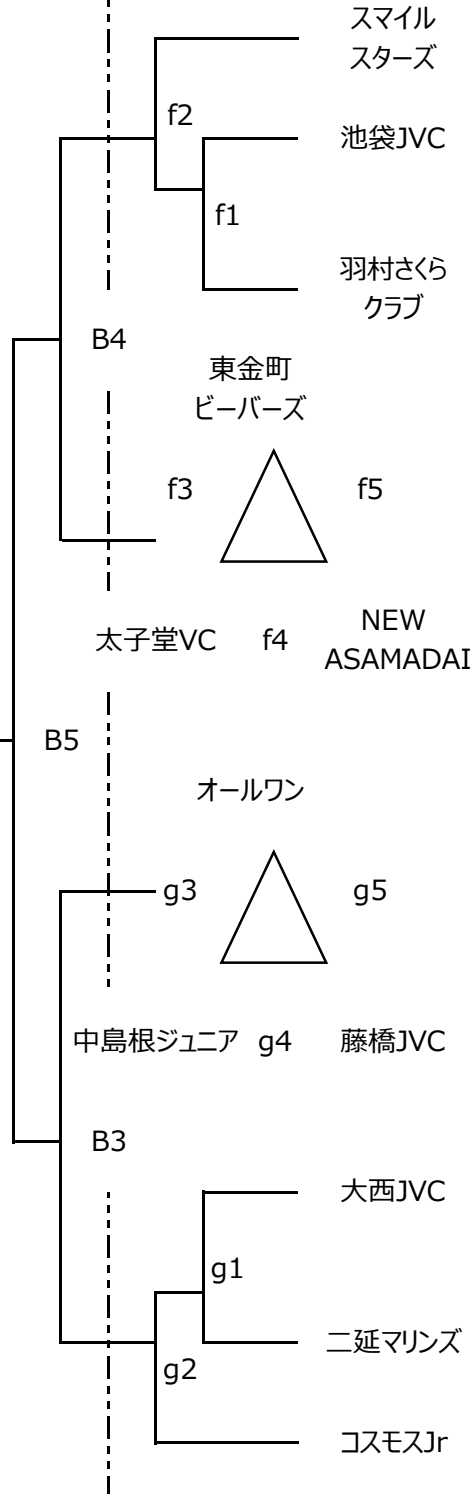 スマイル
スターズ
f2
池袋JVC
f1
羽村さくら
クラブ
B4
東金町
ビーバーズ
f3
f5
太子堂VC
f4
NEW
ASAMADAI
B5
オールワン
g3
g5
中島根ジュニア
g4
藤橋JVC
B3
大西JVC
g1
二延マリンズ
g2
コスモスJr